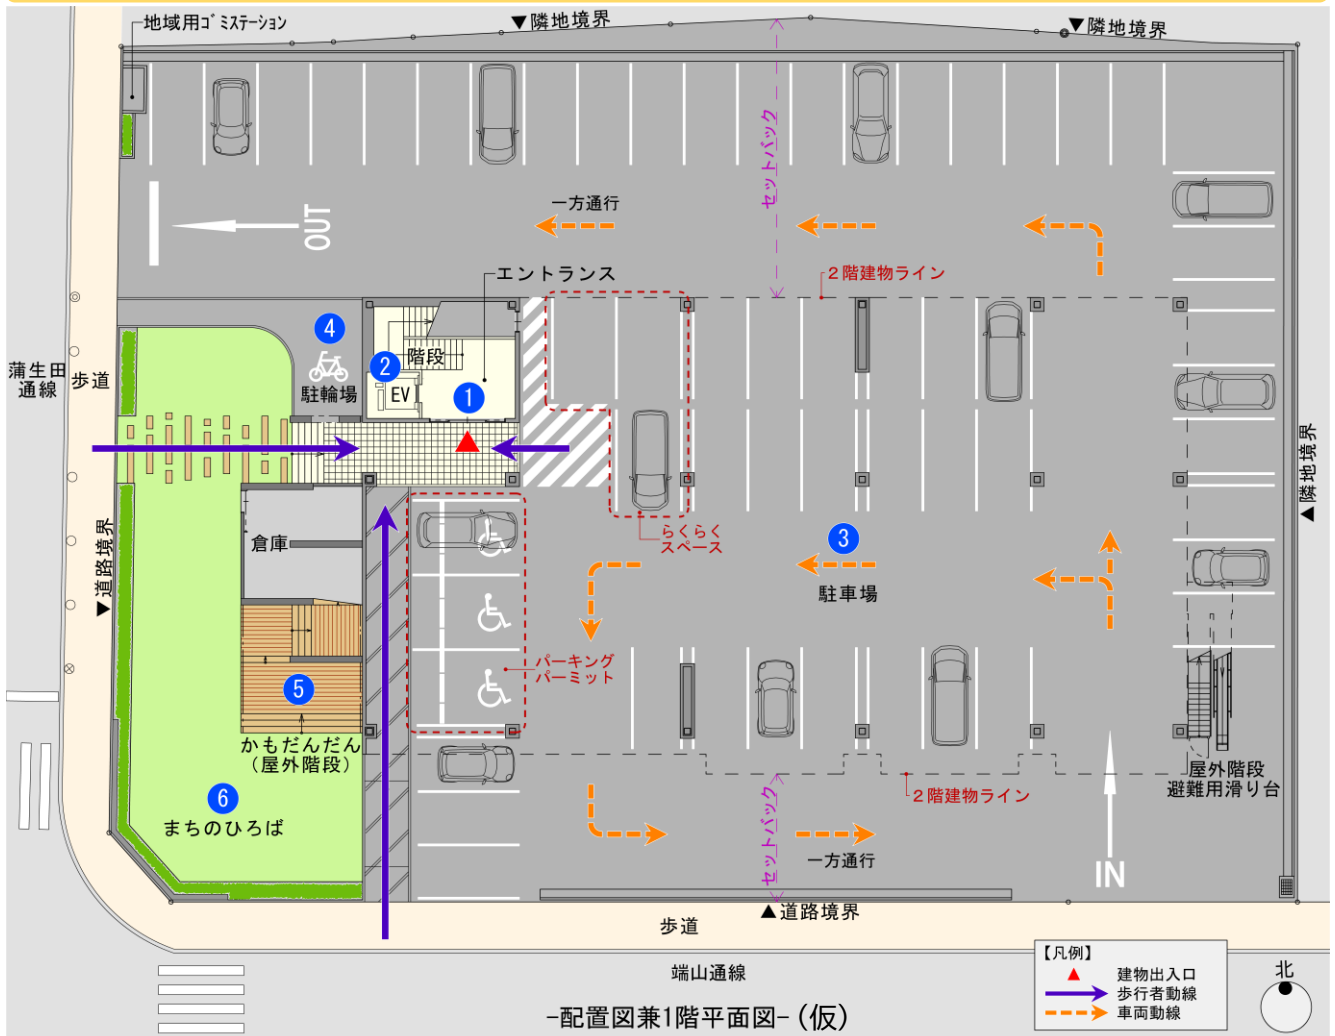 地域用ゴミステーション
▼隣地境界
▼隣地境界
セットバック
一方通行
OUT
エントランス
2階建物ライン
4
蒲生田
通線
歩道
2
階段
EV
1
駐輪場
▲隣地境界
▼道路境界
倉庫
らくらく
スペース
3
駐車場
パーキング
パーミット
5
かもだんだん
(屋外階段)
屋外階段
避難用滑り台
6
まちのひろば
2階建物ライン
セットバック
一方通行
IN
▲道路境界
歩道
端山通線
【凡例】
建物出入口
歩行者動線
車両動線
北
-配置図兼1階平面図-(仮)